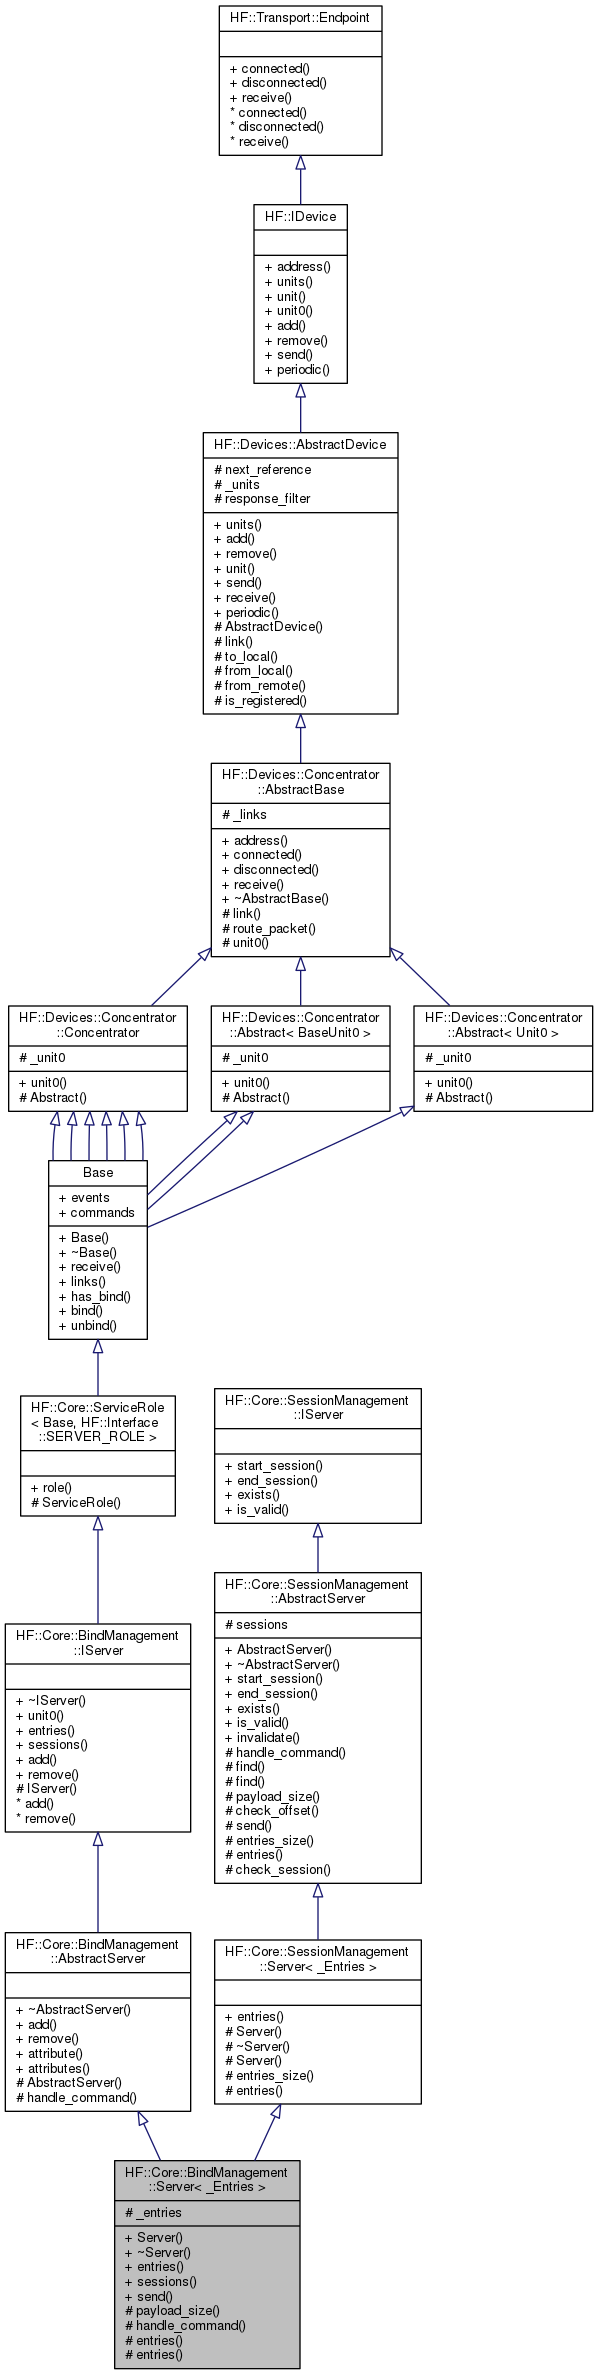 HF::Transport::Endpoint
+ connected()
+ disconnected()
+ receive()
* connected()
* disconnected()
* receive()
HF::IDevice
+ address()
+ units()
+ unit()
+ unit0()
+ add()
+ remove()
+ send()
+ periodic()
HF::Devices::AbstractDevice
# next_reference
# _units
# response_filter
+ units()
+ add()
+ remove()
+ unit()
+ send()
+ receive()
+ periodic()
# AbstractDevice()
# link()
# to_local()
# from_local()
# from_remote()
# is_registered()
HF::Devices::Concentrator
::AbstractBase
# _links
+ address()
+ connected()
+ disconnected()
+ receive()
+ ~AbstractBase()
# link()
# route_packet()
# unit0()
HF::Devices::Concentrator
::Concentrator
# _unit0
+ unit0()
# Abstract()
HF::Devices::Concentrator
::Abstract< BaseUnit0 >
# _unit0
+ unit0()
# Abstract()
HF::Devices::Concentrator
::Abstract< Unit0 >
# _unit0
+ unit0()
# Abstract()
Base
+ events
+ commands
+ Base()
+ ~Base()
+ receive()
+ links()
+ has_bind()
+ bind()
+ unbind()
HF::Core::ServiceRole
< Base, HF::Interface
::SERVER_ROLE >
+ role()
# ServiceRole()
HF::Core::SessionManagement
::IServer
+ start_session()
+ end_session()
+ exists()
+ is_valid()
HF::Core::SessionManagement
::AbstractServer
# sessions
+ AbstractServer()
+ ~AbstractServer()
+ start_session()
+ end_session()
+ exists()
+ is_valid()
+ invalidate()
# handle_command()
# find()
# find()
# payload_size()
# check_offset()
# send()
# entries_size()
# entries()
# check_session()
HF::Core::BindManagement
::IServer
+ ~IServer()
+ unit0()
+ entries()
+ sessions()
+ add()
+ remove()
# IServer()
* add()
* remove()
HF::Core::BindManagement
::AbstractServer
+ ~AbstractServer()
+ add()
+ remove()
+ attribute()
+ attributes()
# AbstractServer()
# handle_command()
HF::Core::SessionManagement
::Server< _Entries >
+ entries()
# Server()
# ~Server()
# Server()
# entries_size()
# entries()
HF::Core::BindManagement
::Server< _Entries >
# _entries
+ Server()
+ ~Server()
+ entries()
+ sessions()
+ send()
# payload_size()
# handle_command()
# entries()
# entries()